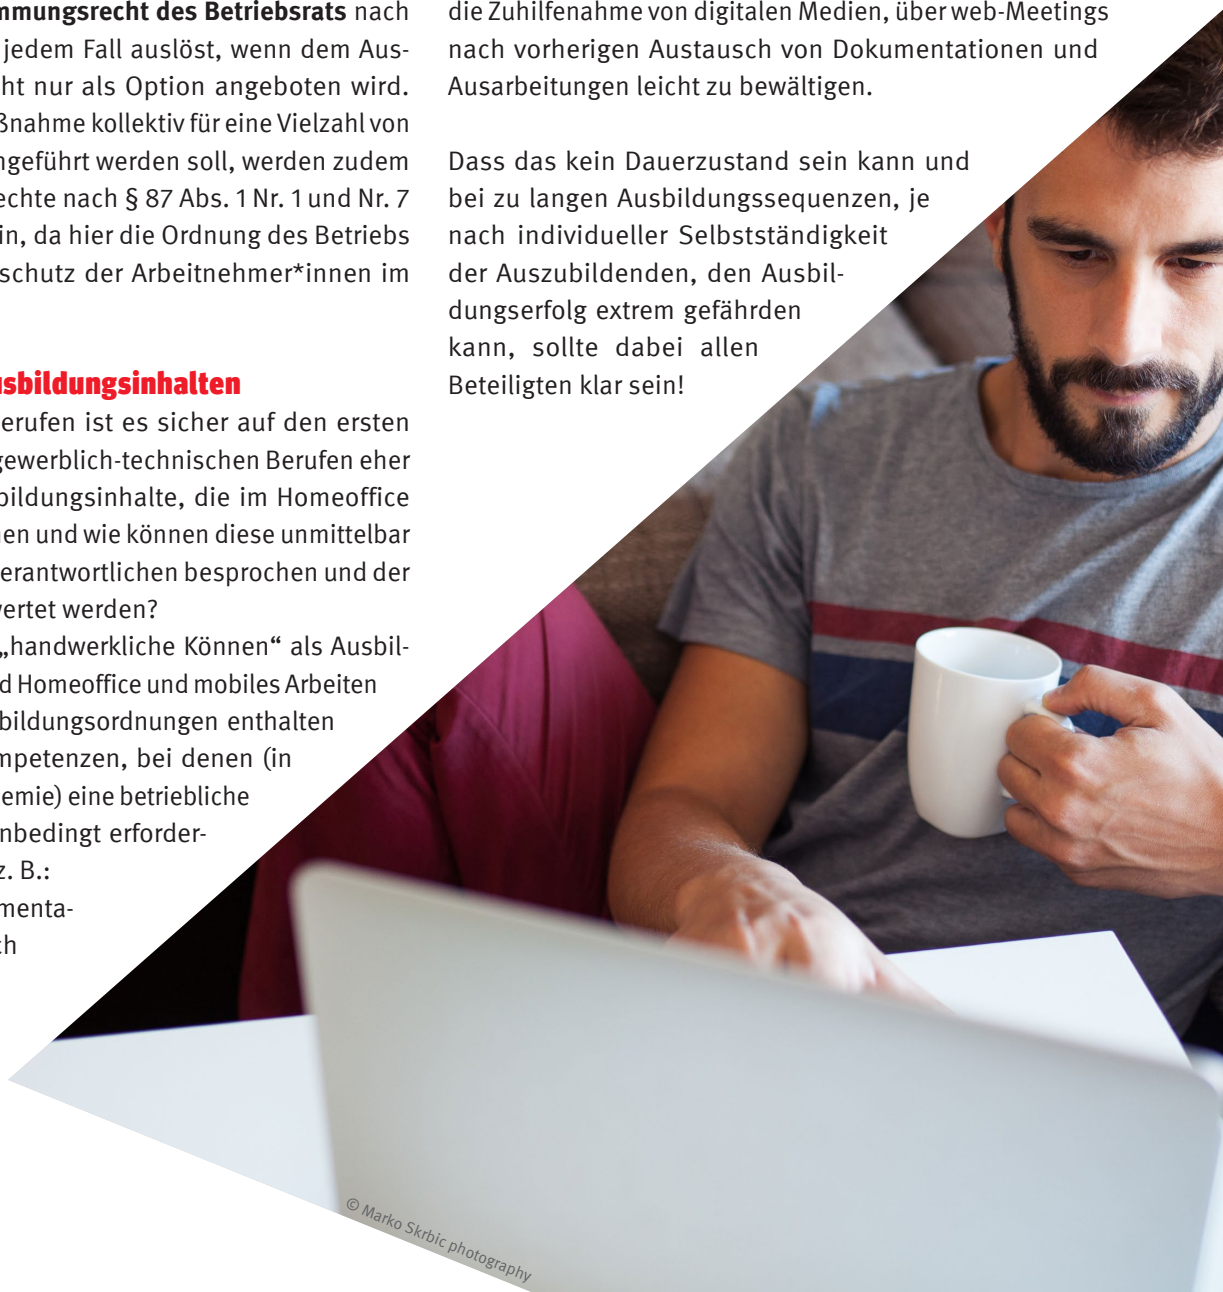 mmungsrecht des Betriebsrats nach
jedem Fall auslöst, wenn dem Aus-
ht nur als Option angeboten wird.
ßnahme kollektiv für eine Vielzahl von
ngeführt werden soll, werden zudem
echte nach § 87 Abs. 1 Nr. 1 und Nr. 7
in, da hier die Ordnung des Betriebs
schutz der Arbeitnehmer*innen im
usbildungsinhalten
erufen ist es sicher auf den ersten
gewerblich-technischen Berufen eher
bildungsinhalte, die im Homeoffice
nen und wie können diese unmittelbar
erantwortlichen besprochen und der
wertet werden?
„handwerkliche Können“ als Ausbil-
d Homeoffice und mobiles Arbeiten
bildungsordnungen enthalten
mpetenzen, bei denen (in
emie) eine betriebliche
nbedingt erforder-
z. B.:
menta-
ch
die Zuhilfenahme von digitalen Medien, über web-Meetings
nach vorherigen Austausch von Dokumentationen und
Ausarbeitungen leicht zu bewältigen.
Dass das kein Dauerzustand sein kann und
bei zu langen Ausbildungssequenzen, je
nach individueller Selbstständigkeit
der Auszubildenden, den Ausbil-
dungserfolg extrem gefährden
kann, sollte dabei allen
Beteiligten klar sein!
© Marko Skrbic photography